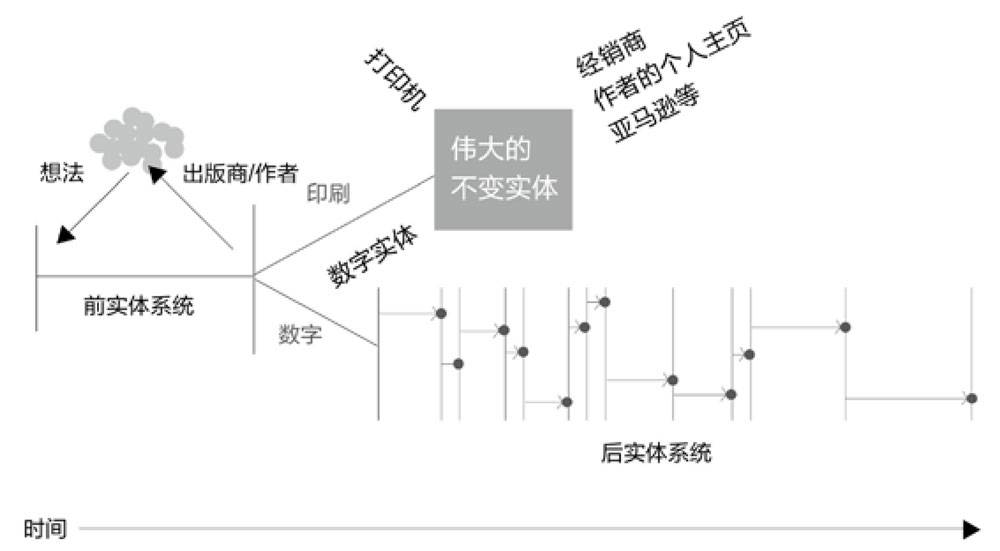 打印机
经销商
作者的个人主页
亚马逊等
伟大的
不变实体
想法
出版商/作者
印刷
数字实体
前实体系统
数字
后实体系统
时间